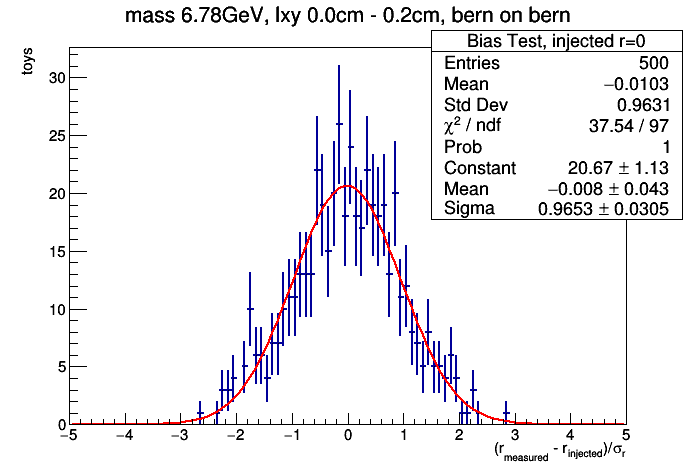 mass 6.78GeV, lxy 0.0cm - 0.2cm, bern on bern
toys
Bias Test, injected r=0
Entries 500
Mean −0.0103
Std Dev 0.9631
χ² / ndf 37.54 / 97
Prob 1
Constant 20.67 ± 1.13
Mean −0.008 ± 0.043
Sigma 0.9653 ± 0.0305
30
25
20
15
10
5
0
−5 −4 −3 −2 −1 0 1 2 3 4 5
(r_measured - r_injected)/σ_r